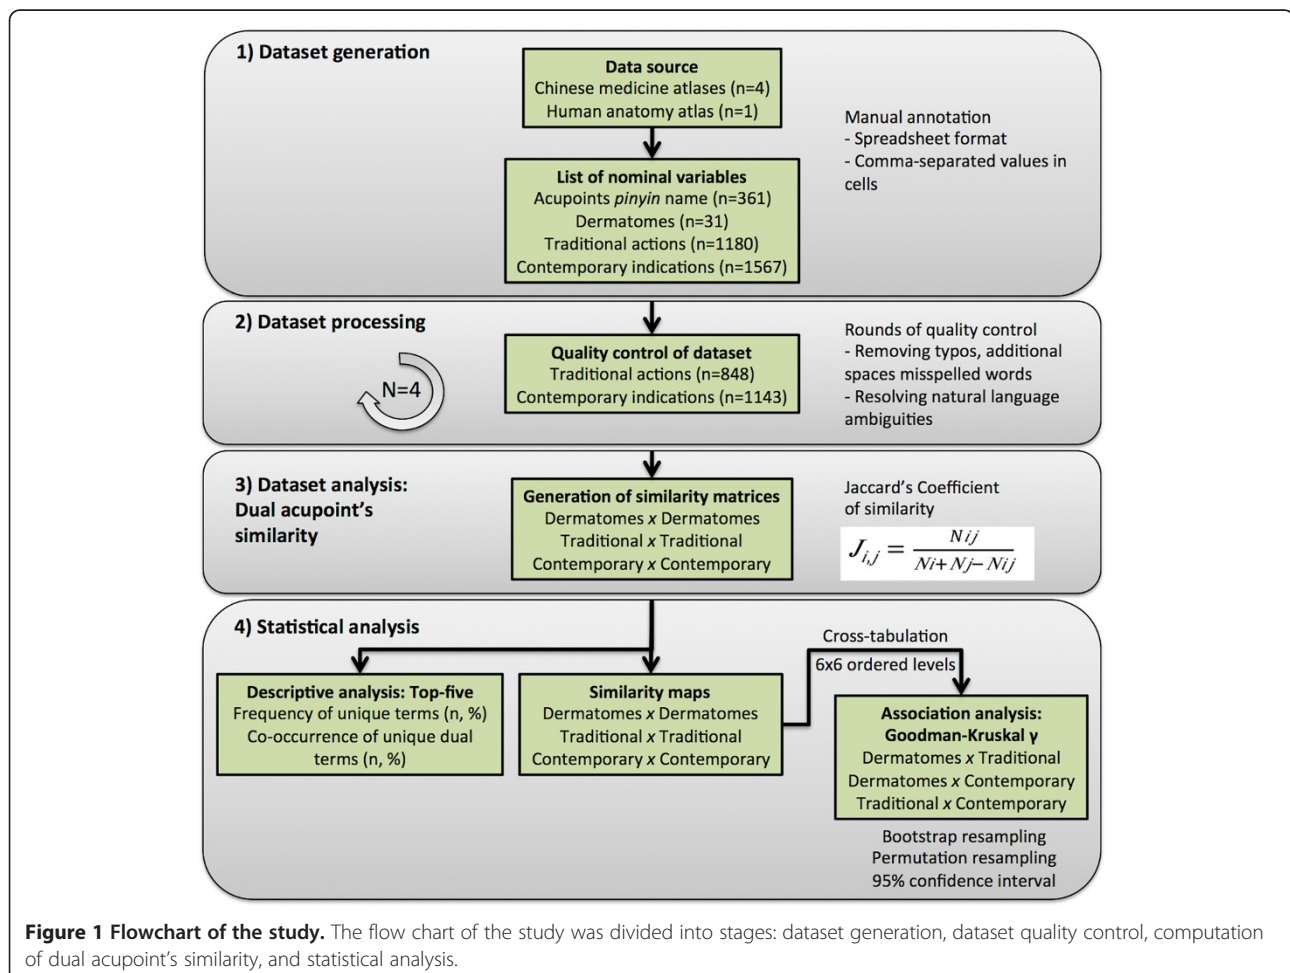 1) Dataset generation
Data source
Chinese medicine atlases (n=4)
Human anatomy atlas (n=1)
List of nominal variables
Acupoints pinyin name (n=361)
Dermatomes (n=31)
Traditional actions (n=1180)
Contemporary indications (n=1567)
Manual annotation
- Spreadsheet format
- Comma-separated values in
cells
2) Dataset processing
N=4
Quality control of dataset
Traditional actions (n=848)
Contemporary indications (n=1143)
Rounds of quality control
- Removing typos, additional
spaces misspelled words
- Resolving natural language
ambiguities
3) Dataset analysis:
Dual acupoint's
similarity
Generation of similarity matrices
Dermatomes x Dermatomes
Traditional x Traditional
Contemporary x Contemporary
Jaccard's Coefficient
of similarity
J i,j = Nij / Ni+Nj−Nij
4) Statistical analysis
Descriptive analysis: Top-five
Frequency of unique terms (n, %)
Co-occurrence of unique dual
terms (n, %)
Similarity maps
Dermatomes x Dermatomes
Traditional x Traditional
Contemporary x Contemporary
Cross-tabulation
6x6 ordered levels
Association analysis:
Goodman-Kruskal γ
Dermatomes x Traditional
Dermatomes x Contemporary
Traditional x Contemporary
Bootstrap resampling
Permutation resampling
95% confidence interval
Figure 1 Flowchart of the study. The flow chart of the study was divided into stages: dataset generation, dataset quality control, computation
of dual acupoint's similarity, and statistical analysis.